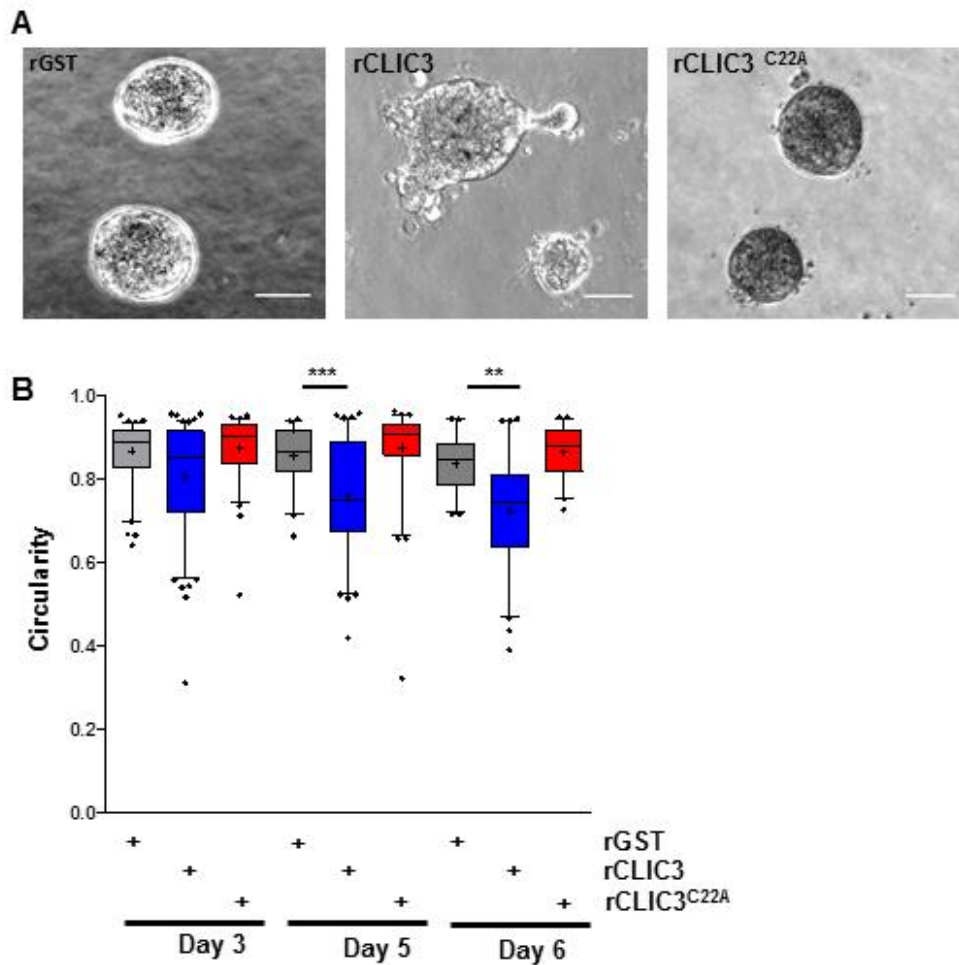 A
rGST
rCLIC3
rCLIC3 C22A
B
*** **
1.0
0.8
0.6
0.4
0.2
0.0
Circularity
+ rGST
+ rCLIC3
+ rCLIC3C22A
Day 3 Day 5 Day 6